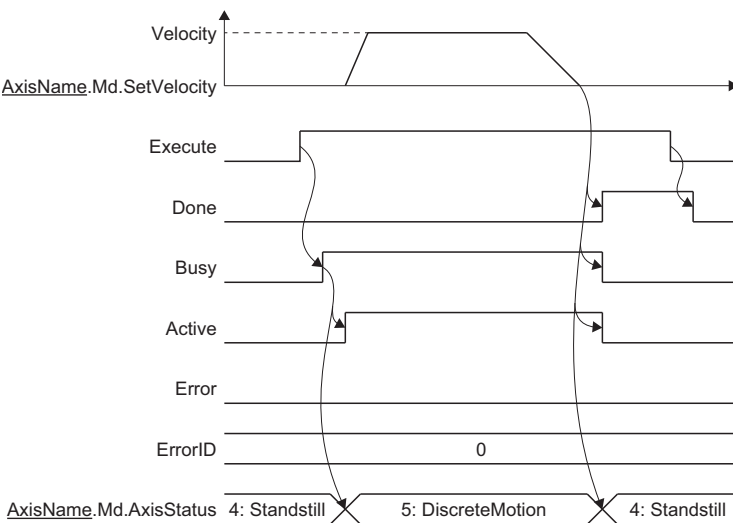 Velocity
AxisName.Md.SetVelocity
Execute
Done
Busy
Active
Error
ErrorID 0
AxisName.Md.AxisStatus 4: Standstill 5: DiscreteMotion 4: Standstill